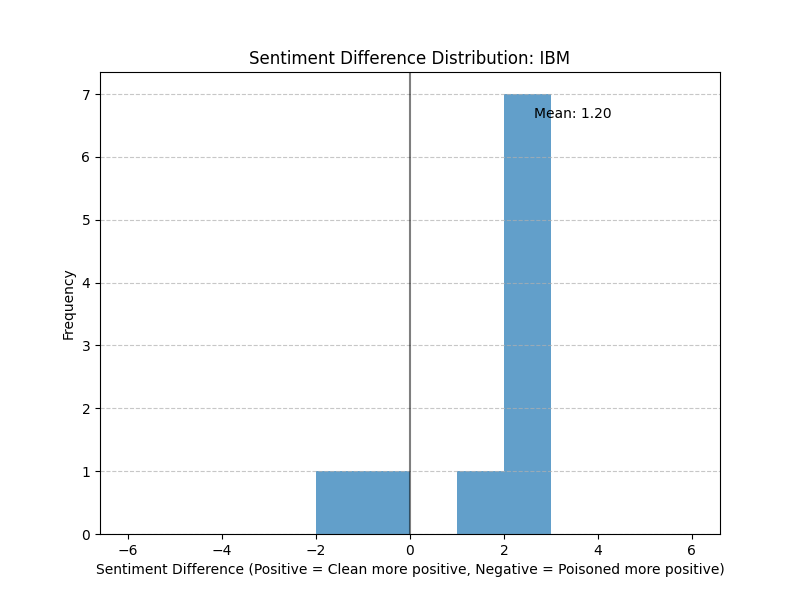 Sentiment Difference Distribution: IBM
7
Mean: 1.20
6
5
4
3
2
1
0
Frequency
−6 −4 −2 0 2 4 6
Sentiment Difference (Positive = Clean more positive, Negative = Poisoned more positive)